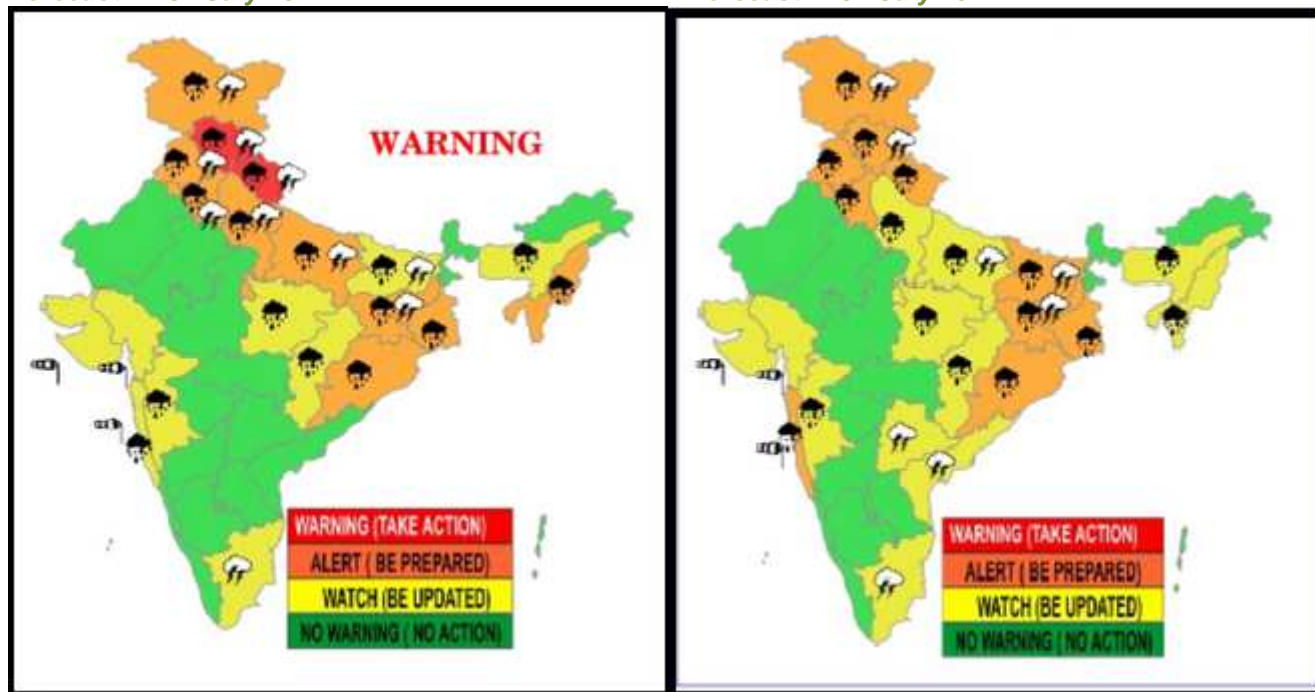 WARNING
WARNING (TAKE ACTION)
ALERT ( BE PREPARED)
WATCH (BE UPDATED)
NO WARNING ( NO ACTION)
WARNING (TAKE ACTION)
ALERT ( BE PREPARED)
WATCH (BE UPDATED)
NO WARNING ( NO ACTION)